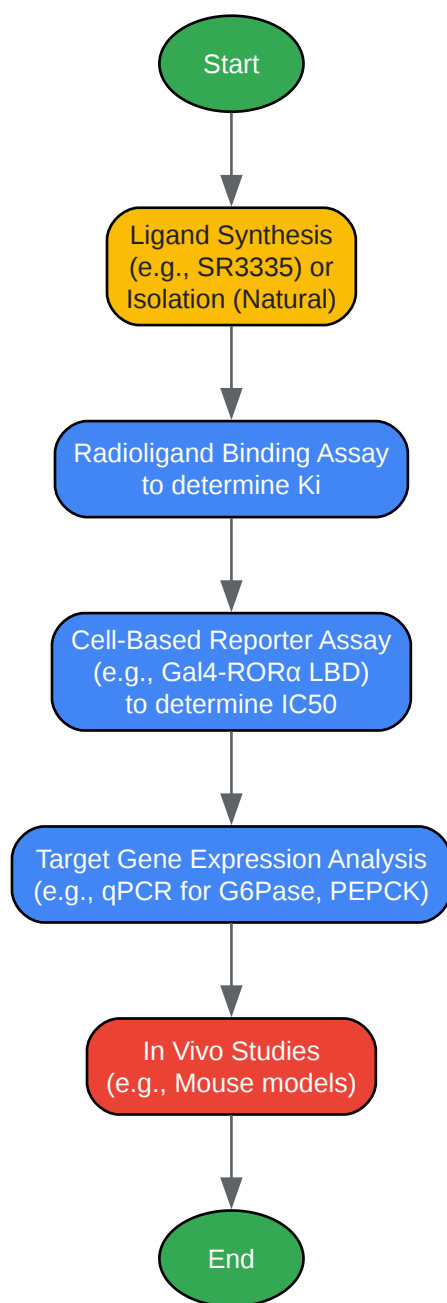 Start
Ligand Synthesis
(e.g., SR3335) or
Isolation (Natural)
Radioligand Binding Assay
to determine Ki
Cell-Based Reporter Assay
(e.g., Gal4-RORα LBD)
to determine IC50
Target Gene Expression Analysis
(e.g., qPCR for G6Pase, PEPCK)
In Vivo Studies
(e.g., Mouse models)
End